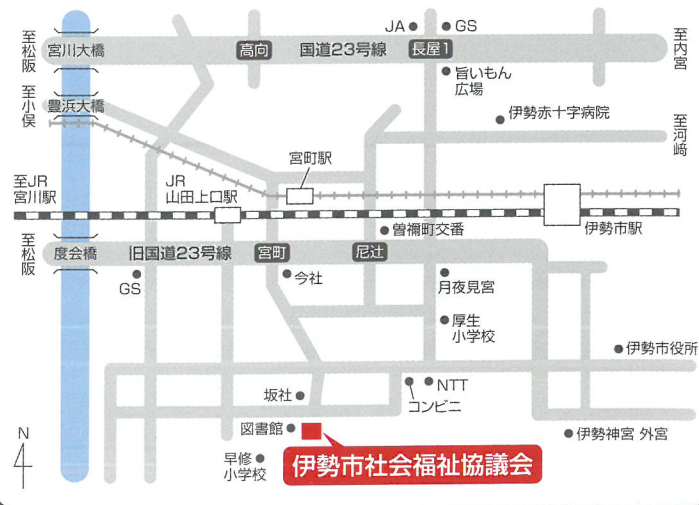 JA
GS
至松阪
宮川大橋
高向
国道23号線
長屋1
至内宮
旨いもん
広場
至小俣
豊浜大橋
伊勢赤十字病院
至河﨑
宮町駅
至JR
宮川駅
JR
山田上口駅
曽禰町交番
伊勢市駅
至松阪
度会橋
旧国道23号線
宮町
尼辻
GS
今社
月夜見宮
厚生
小学校
伊勢市役所
坂社
NTT
コンビニ
図書館
伊勢神宮 外宮
N
早修
小学校
伊勢市社会福祉協議会